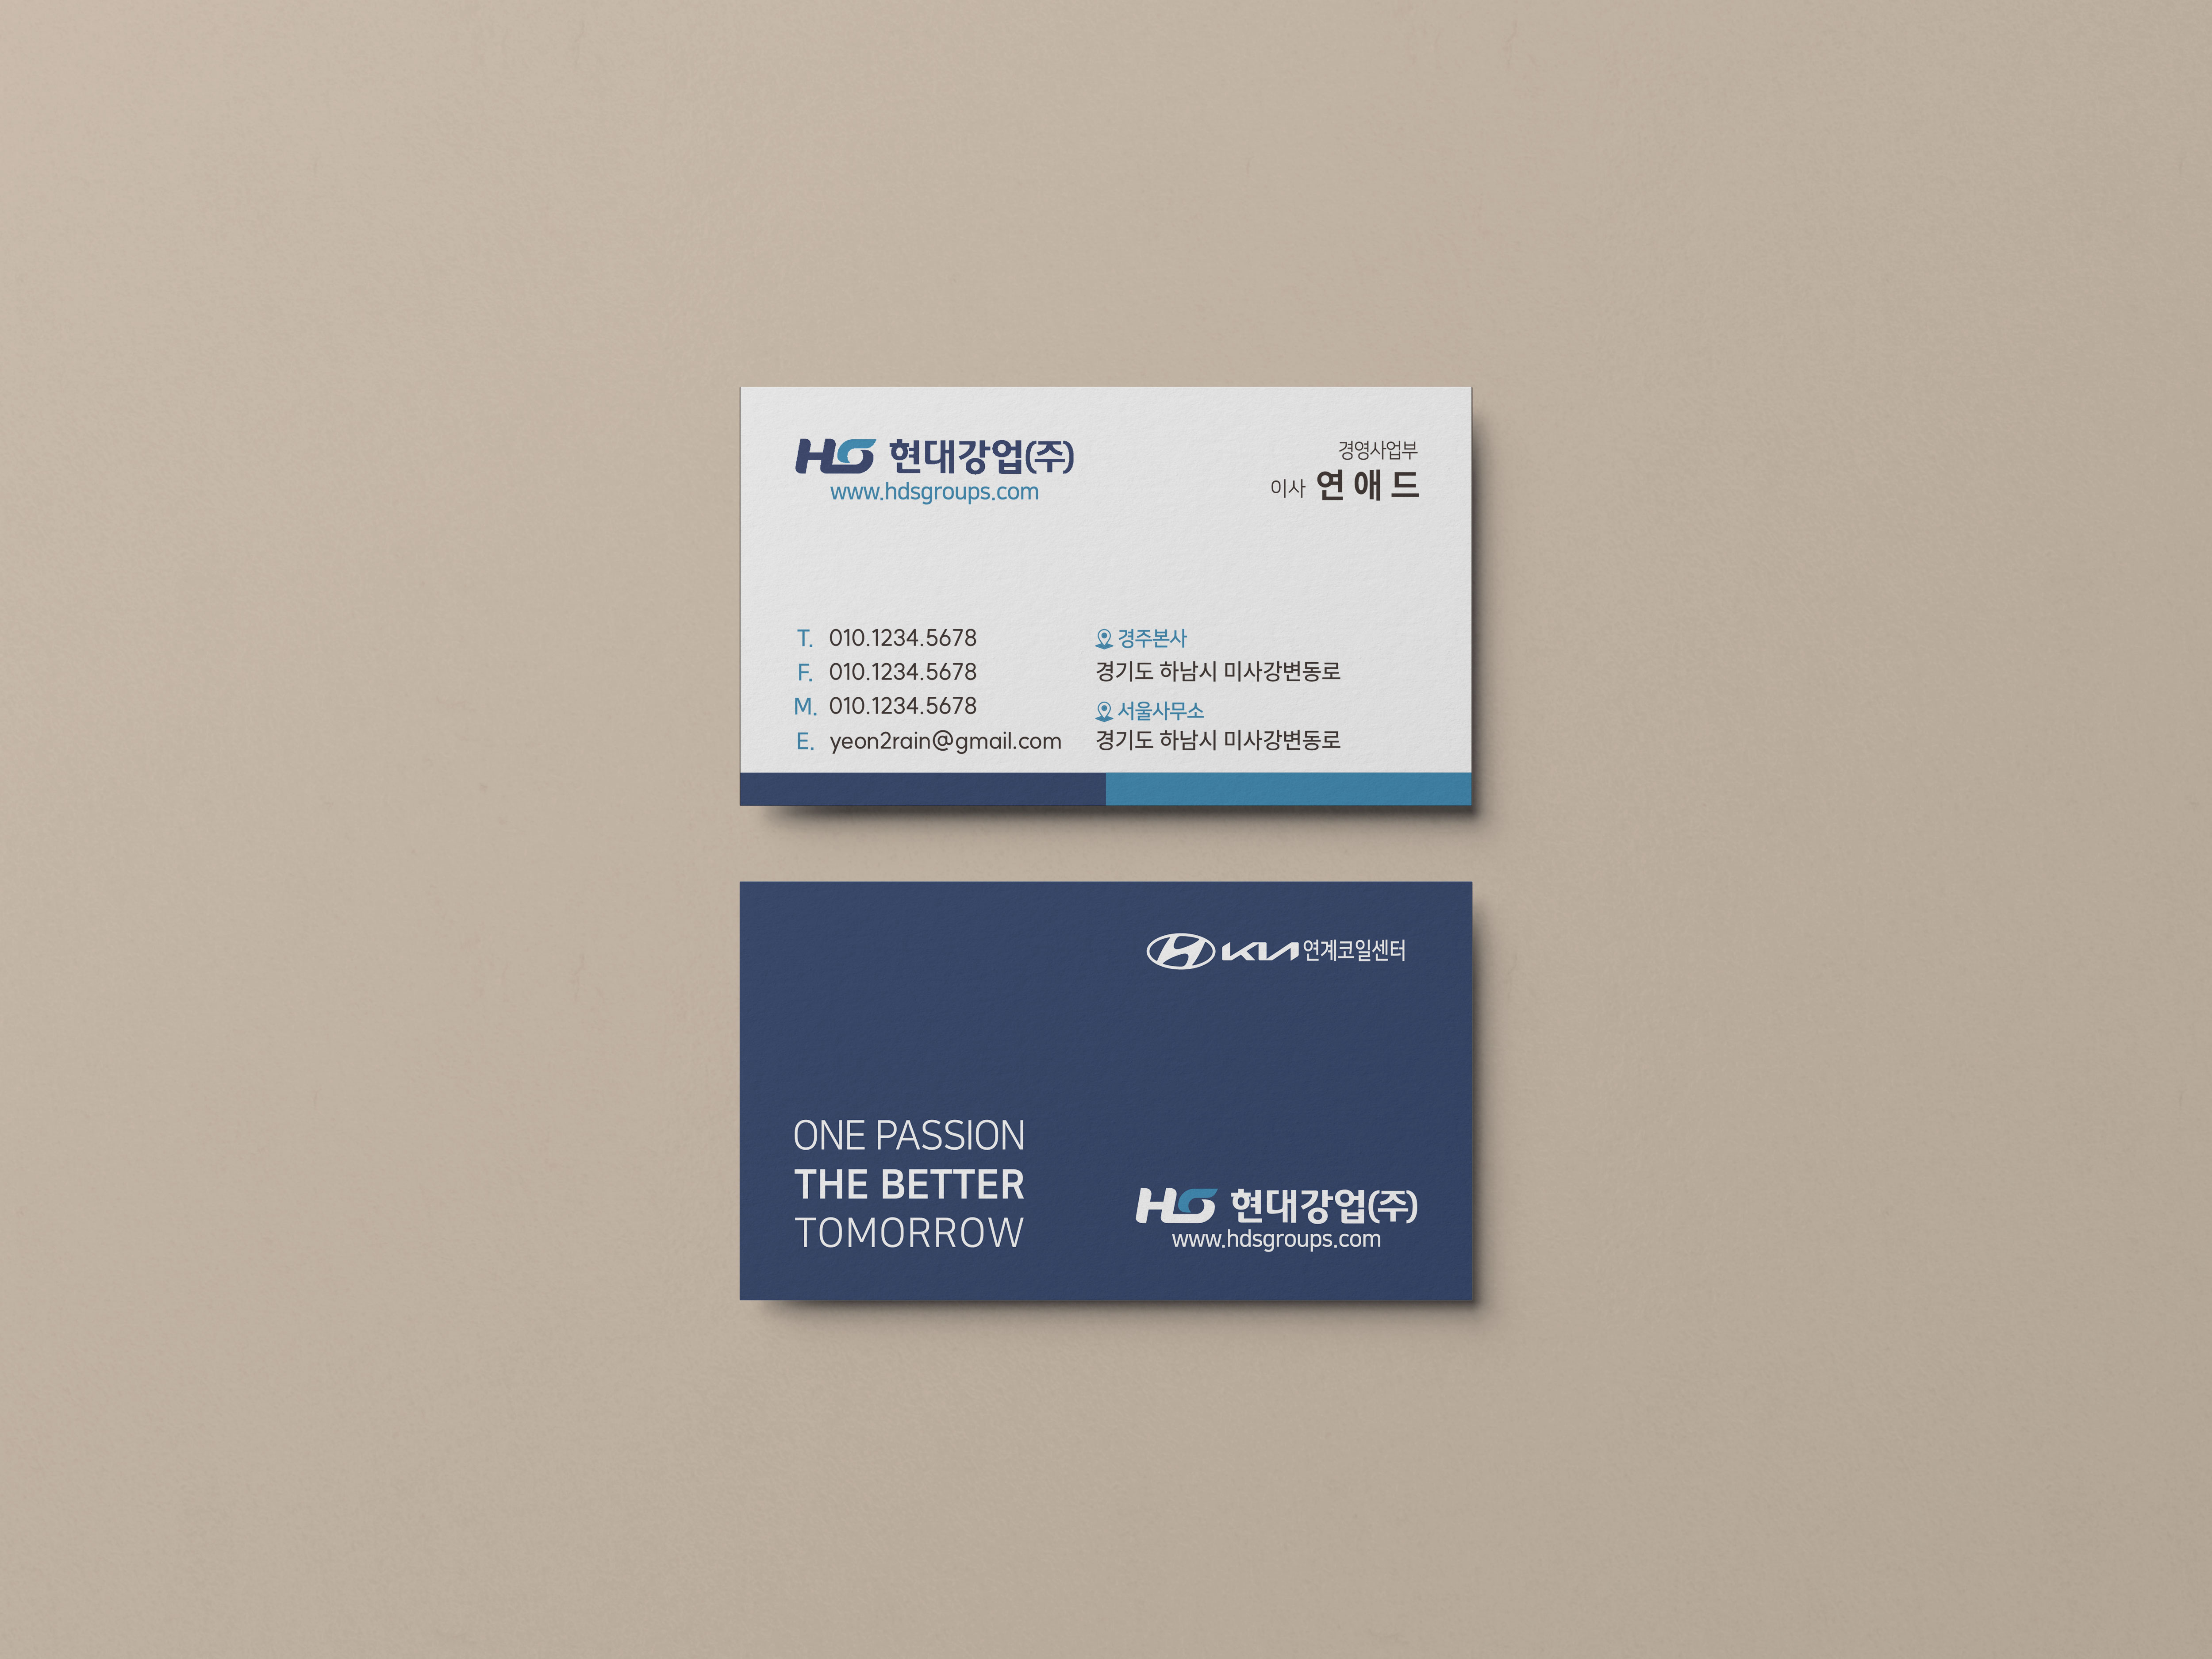 HS 현대강업(주)
www.hdsgroups.com
경영사업부
이사 연애드
T. 010.1234.5678
F. 010.1234.5678
M. 010.1234.5678
E. yeon2rain@gmail.com
경주본사
경기도 하남시 미사강변동로
서울사무소
경기도 하남시 미사강변동로
KIA 연계코일센터
ONE PASSION
THE BETTER
TOMORROW
HS 현대강업(주)
www.hdsgroups.com